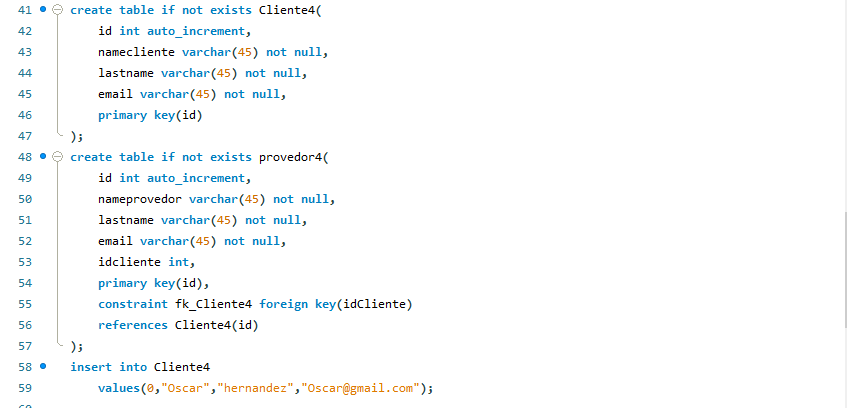 41 create table if not exists Cliente4(
42 id int auto_increment,
43 namecliente varchar(45) not null,
44 lastname varchar(45) not null,
45 email varchar(45) not null,
46 primary key(id)
47 );
48 create table if not exists provedor4(
49 id int auto_increment,
50 nameprovedor varchar(45) not null,
51 lastname varchar(45) not null,
52 email varchar(45) not null,
53 idcliente int,
54 primary key(id),
55 constraint fk_Cliente4 foreign key(idCliente)
56 references Cliente4(id)
57 );
58 insert into Cliente4
59 values(0,"Oscar","hernandez","Oscar@gmail.com");